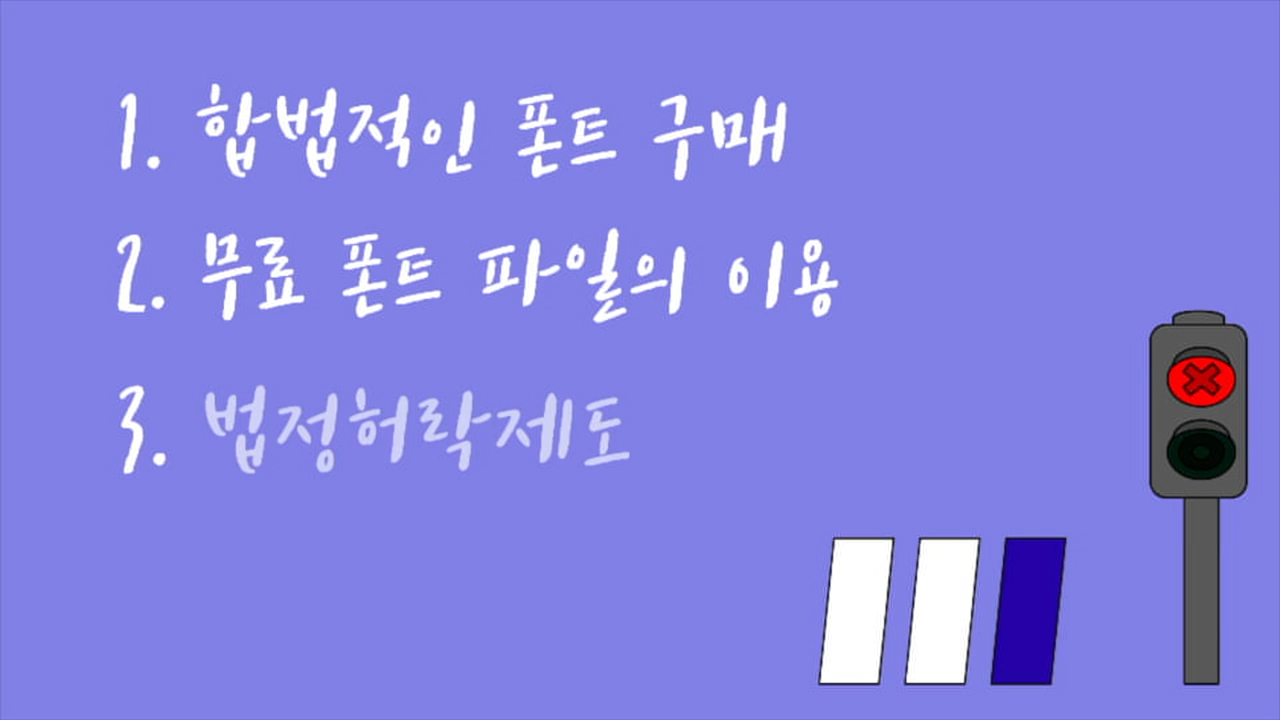 1. 합법적인 폰트 구매
2. 무료 폰트 파일의 이용
3. 법정허락제도